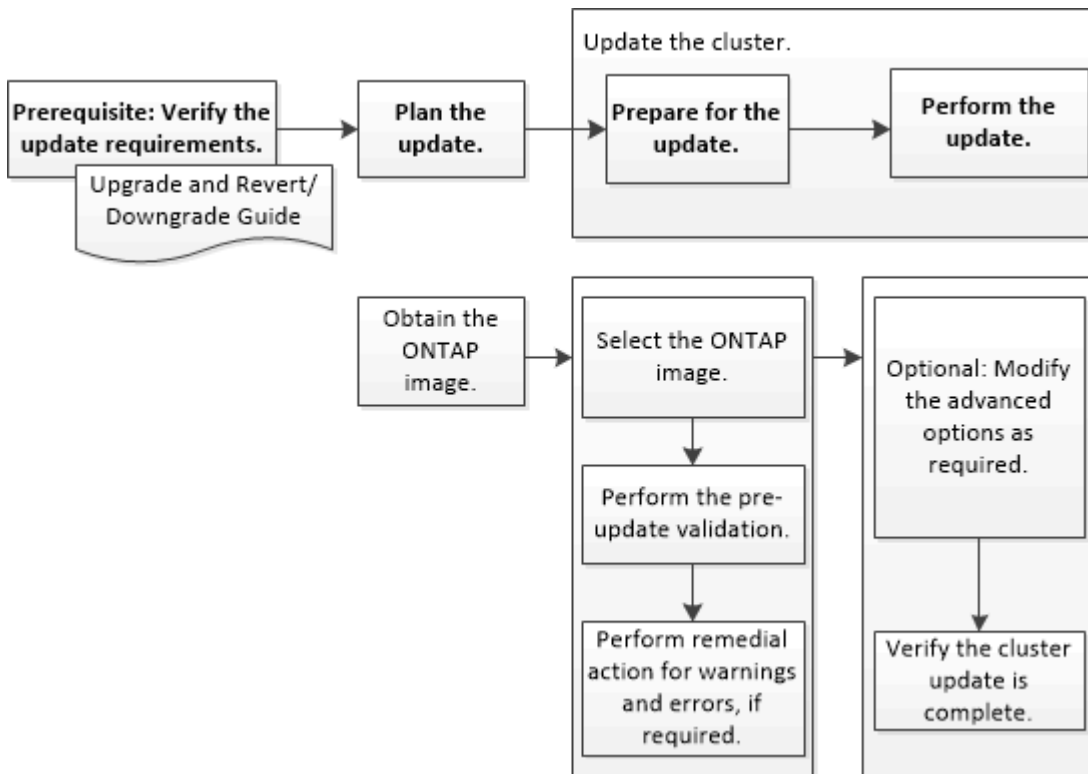 Update the cluster.
Prerequisite: Verify the
update requirements.
Upgrade and Revert/
Downgrade Guide
Plan the
update.
Prepare for the
update.
Perform the
update.
Obtain the
ONTAP
image.
Select the ONTAP
image.
Perform the pre-
update validation.
Perform remedial
action for warnings
and errors, if
required.
Optional: Modify
the advanced
options as
required.
Verify the cluster
update is
complete.